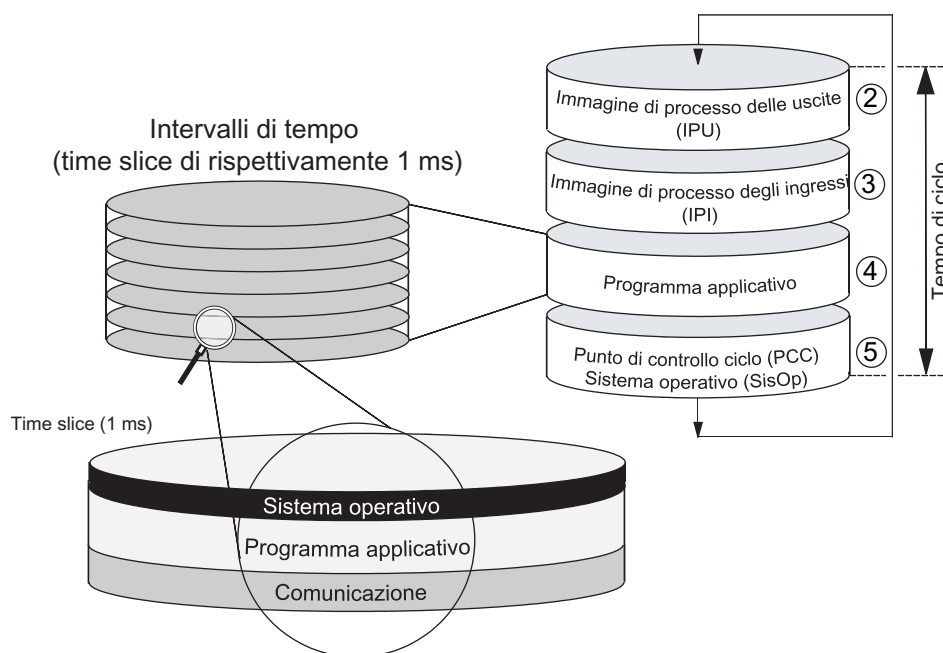 Intervalli di tempo
(time slice di rispettivamente 1 ms)
Immagine di processo delle uscite
(IPU)
2
Immagine di processo degli ingressi
(IPI)
3
Programma applicativo
4
Punto di controllo ciclo (PCC)
Sistema operativo (SisOp)
5
Tempo di ciclo
Time slice (1 ms)
Sistema operativo
Programma applicativo
Comunicazione